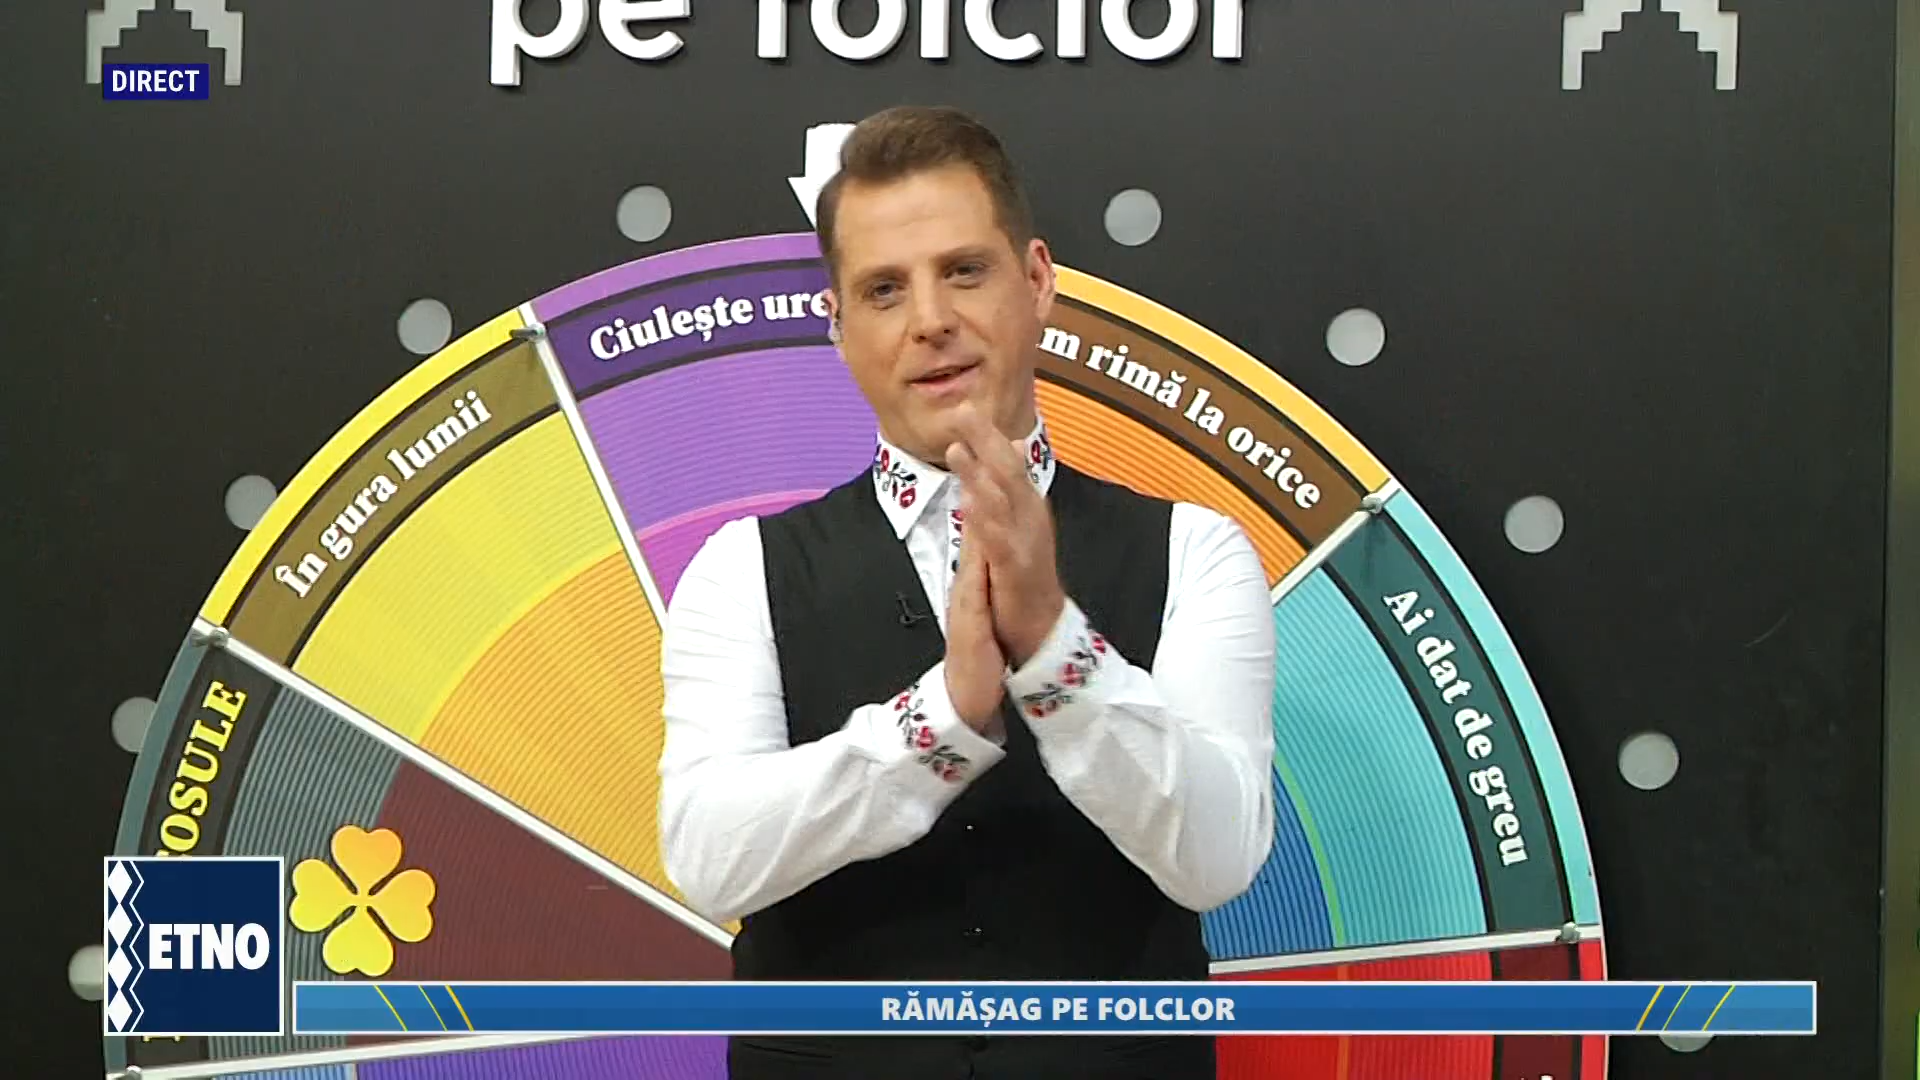 pe folclor
DIRECT
Ciulește ure
m rimă la orice
În gura lumii
Ai dat de greu
OSULE
ETNO
RĂMĂȘAG PE FOLCLOR